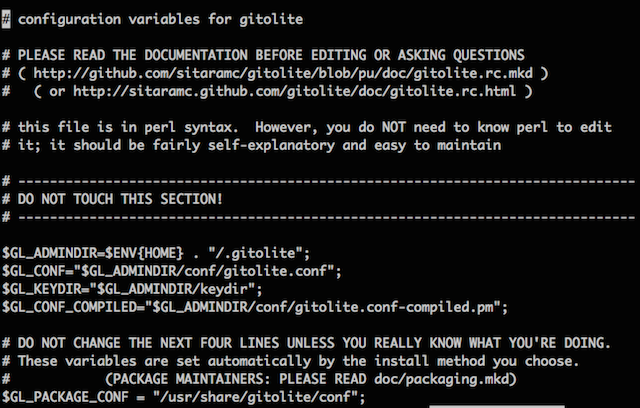 # configuration variables for gitolite
# PLEASE READ THE DOCUMENTATION BEFORE EDITING OR ASKING QUESTIONS
# ( http://github.com/sitaramc/gitolite/blob/pu/doc/gitolite.rc.mkd )
#   ( or http://sitaramc.github.com/gitolite/doc/gitolite.rc.html )
# this file is in perl syntax.  However, you do NOT need to know perl to edit
# it; it should be fairly self-explanatory and easy to maintain
# ------------------------------------------------------------------------------
# DO NOT TOUCH THIS SECTION!
# ------------------------------------------------------------------------------
$GL_ADMINDIR=$ENV{HOME} . "/.gitolite";
$GL_CONF="$GL_ADMINDIR/conf/gitolite.conf";
$GL_KEYDIR="$GL_ADMINDIR/keydir";
$GL_CONF_COMPILED="$GL_ADMINDIR/conf/gitolite.conf-compiled.pm";
# DO NOT CHANGE THE NEXT FOUR LINES UNLESS YOU REALLY KNOW WHAT YOU'RE DOING.
# These variables are set automatically by the install method you choose.
#           (PACKAGE MAINTAINERS: PLEASE READ doc/packaging.mkd)
$GL_PACKAGE_CONF = "/usr/share/gitolite/conf";